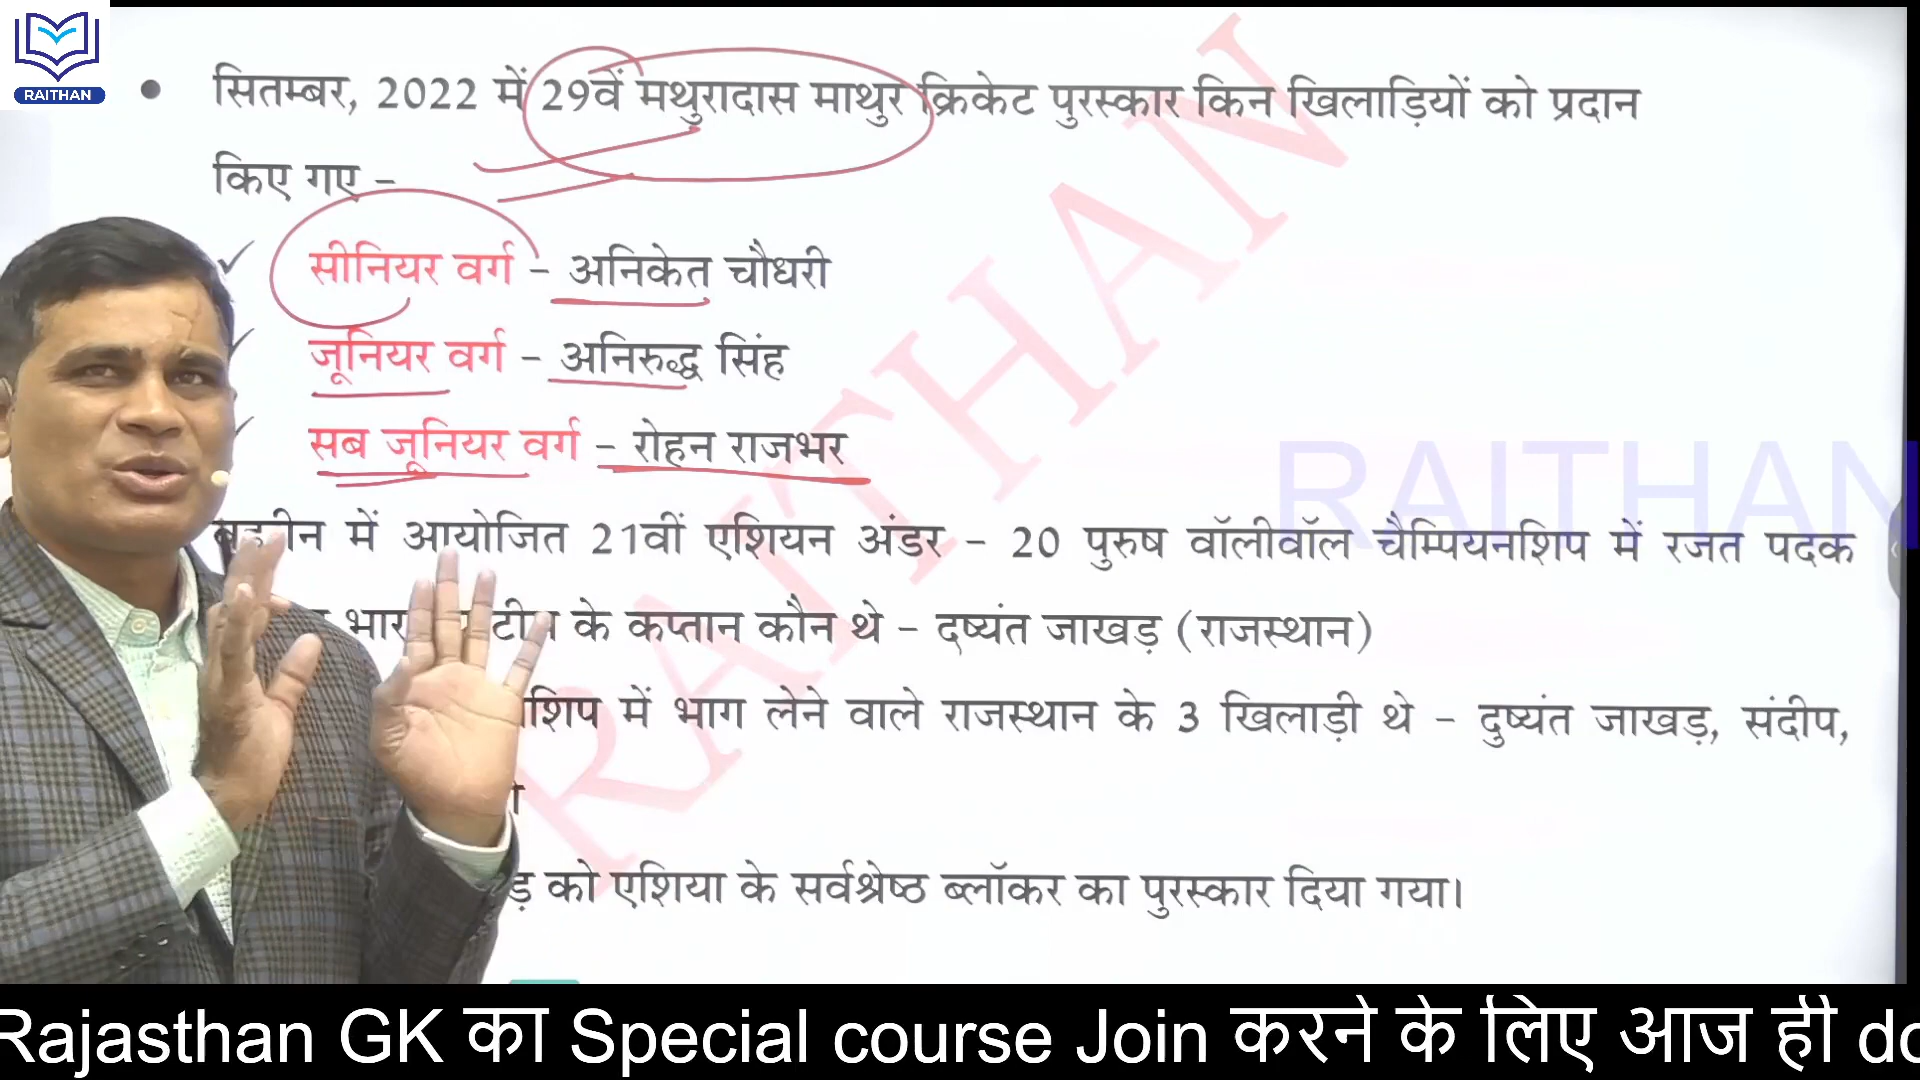 RAITHAN
सितम्बर, 2022 में 29वें मथुरादास माथुर क्रिकेट पुरस्कार किन खिलाड़ियों को प्रदान
किए गए -
सीनियर वर्ग - अनिकेत चौधरी
जूनियर वर्ग - अनिरुद्ध सिंह
सब जूनियर वर्ग - रोहन राजभर
RAITHAN
RAITHAN
में आयोजित 21वीं एशियन अंडर - 20 पुरुष वॉलीवॉल चैम्पियनशिप में रजत पदक
के कप्तान कौन थे - दष्यंत जाखड़ (राजस्थान)
में भाग लेने वाले राजस्थान के 3 खिलाड़ी थे - दुष्यंत जाखड़, संदीप,
को एशिया के सर्वश्रेष्ठ ब्लॉकर का पुरस्कार दिया गया।
Rajasthan GK का Special course Join करने के लिए आज ही